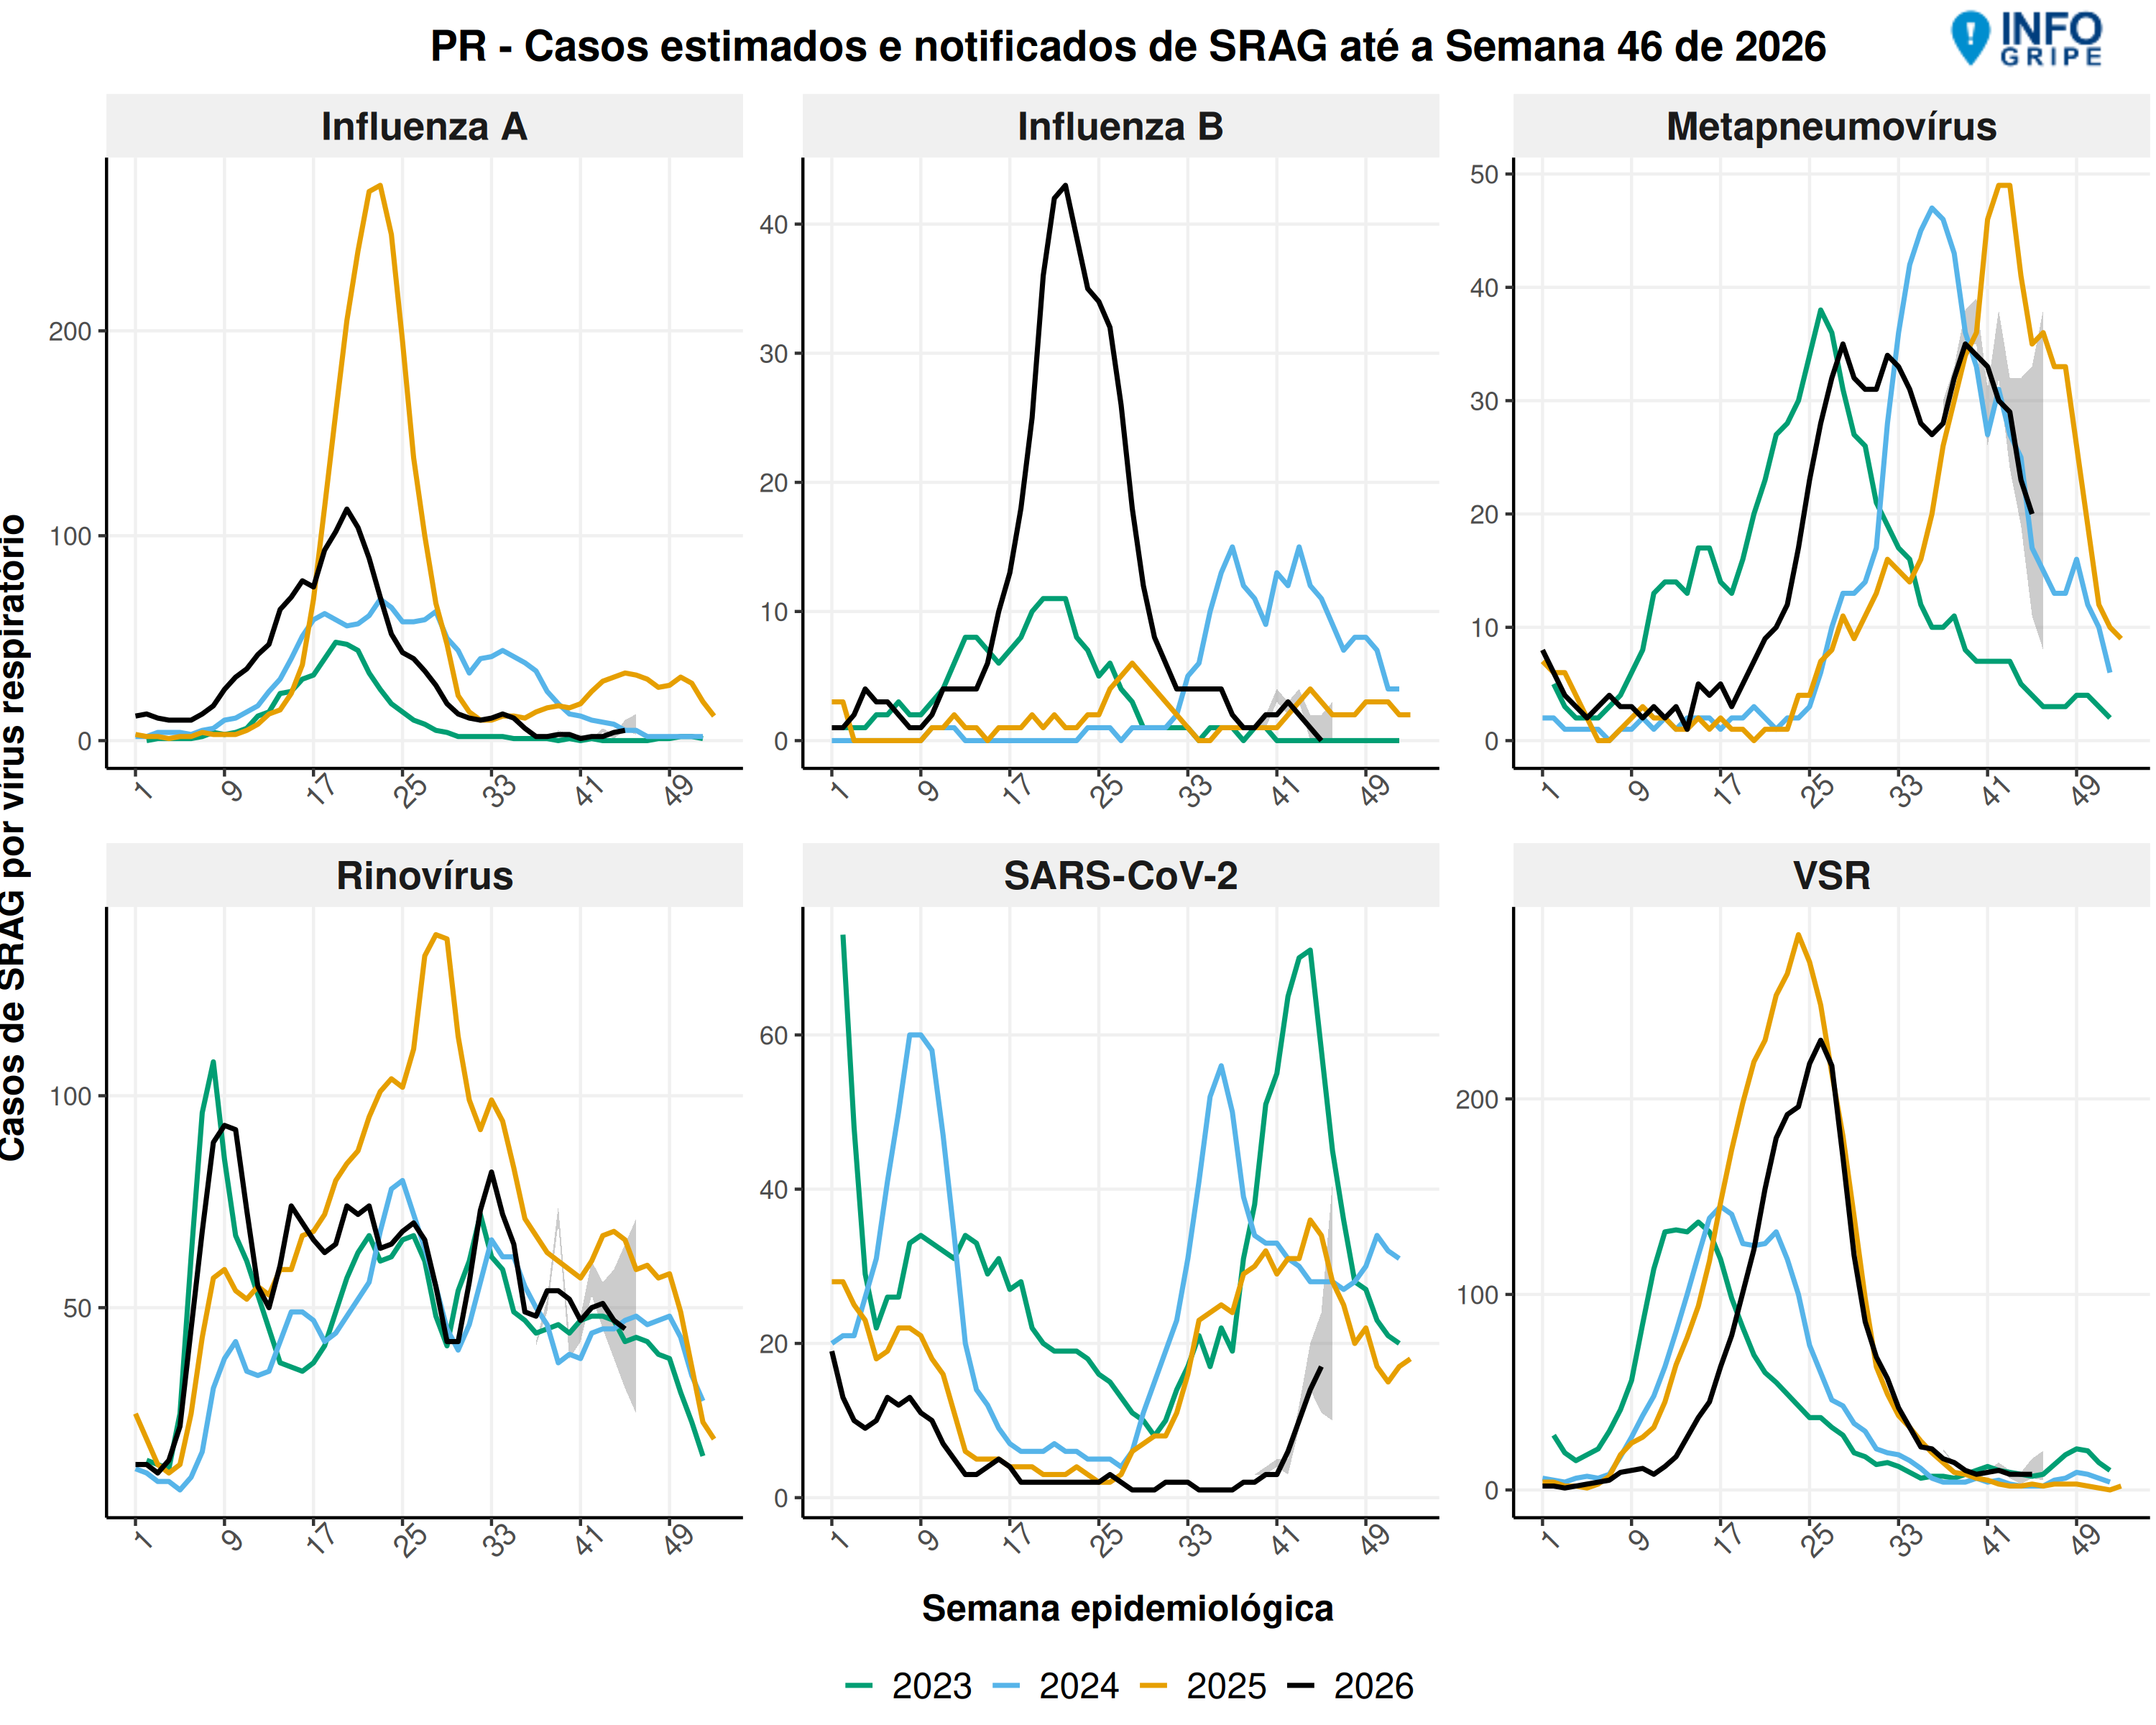 PR - Casos estimados e notificados de SRAG até a Semana 46 de 2026
INFO
GRIPE
Influenza A
Influenza B
Metapneumovírus
200
100
0
40
30
20
10
0
50
40
30
20
10
0
1 9 17 25 33 41 49
1 9 17 25 33 41 49
1 9 17 25 33 41 49
Casos de SRAG por vírus respiratório
Rinovírus
SARS-CoV-2
VSR
100
50
60
40
20
0
200
100
0
1 9 17 25 33 41 49
1 9 17 25 33 41 49
1 9 17 25 33 41 49
Semana epidemiológica
2023 2024 2025 2026